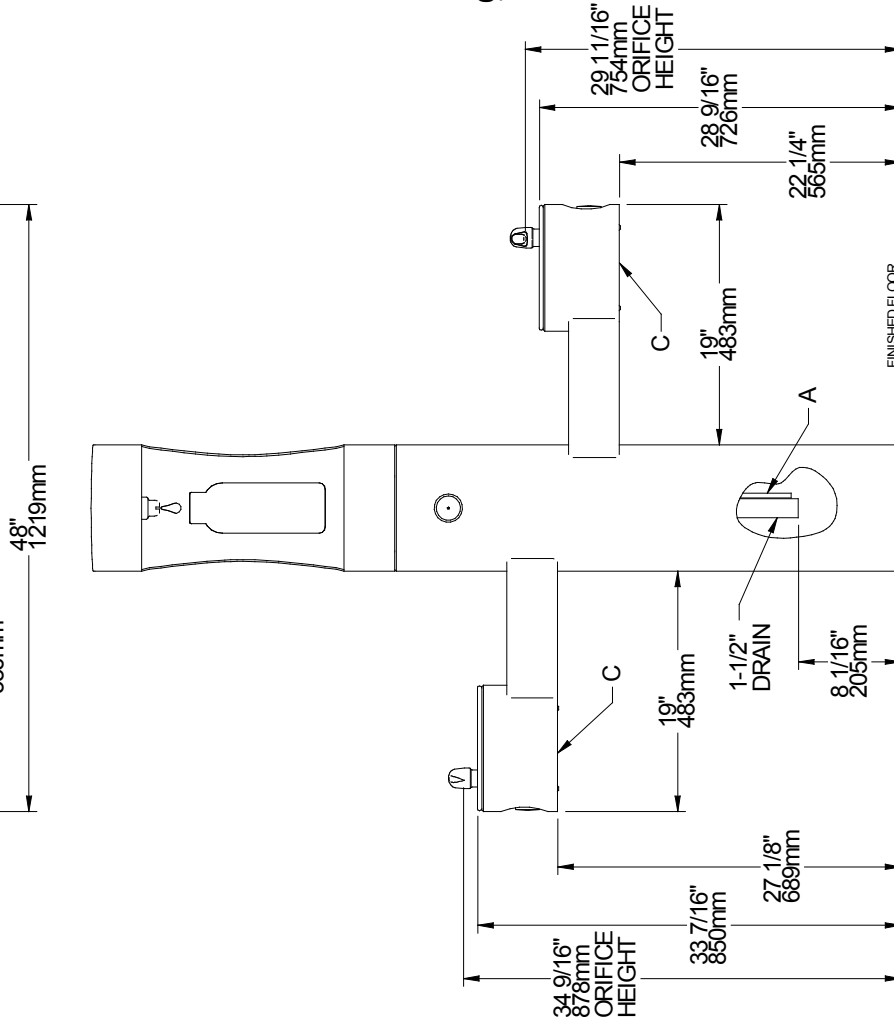 48"
1219mm
29 11/16"
754mm
ORIFICE
HEIGHT
28 9/16"
726mm
22 1/4"
565mm
19"
483mm
C
FINISHED FLOOR
A
1-1/2"
DRAIN
8 1/16"
205mm
19"
483mm
C
27 1/8"
689mm
33 7/16"
850mm
34 9/16"
878mm
ORIFICE
HEIGHT